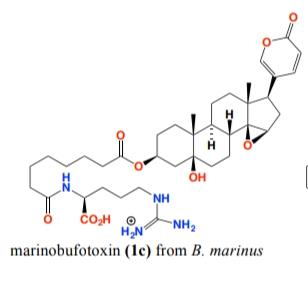 O
O
H
H
O
O
O
OH
H
N
NH
O
CO₂H
⊕
H₂N
NH₂
marinobufotoxin (1c) from B. marinus